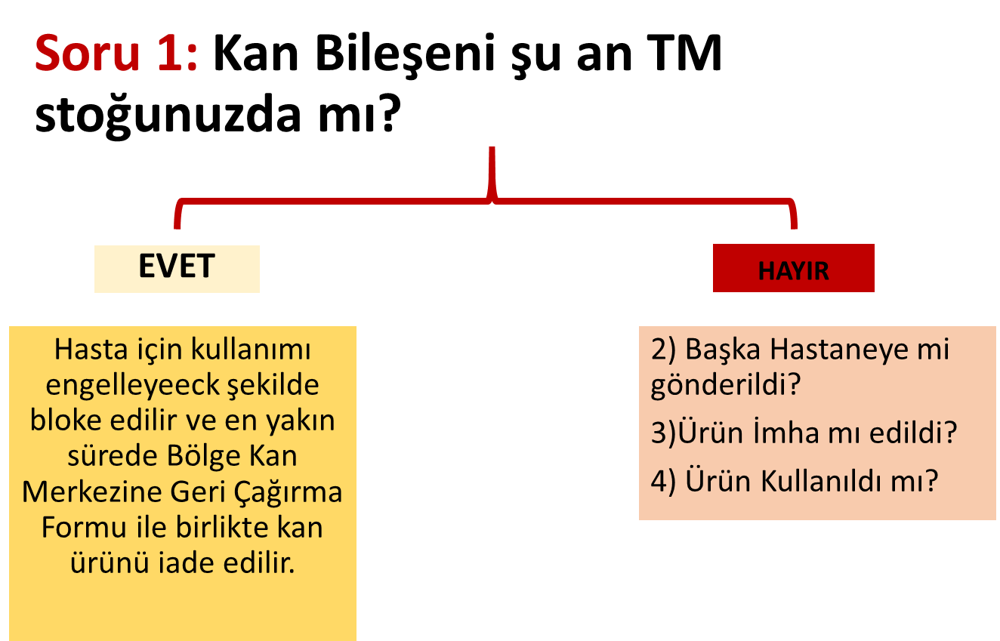 Soru 1: Kan Bileşeni şu an TM
stoğunuzda mı?
EVET
HAYIR
Hasta için kullanımı
engelleyeeck şekilde
bloke edilir ve en yakın
sürede Bölge Kan
Merkezine Geri Çağırma
Formu ile birlikte kan
ürünü iade edilir.
2) Başka Hastaneye mi
gönderildi?
3)Ürün İmha mı edildi?
4) Ürün Kullanıldı mı?